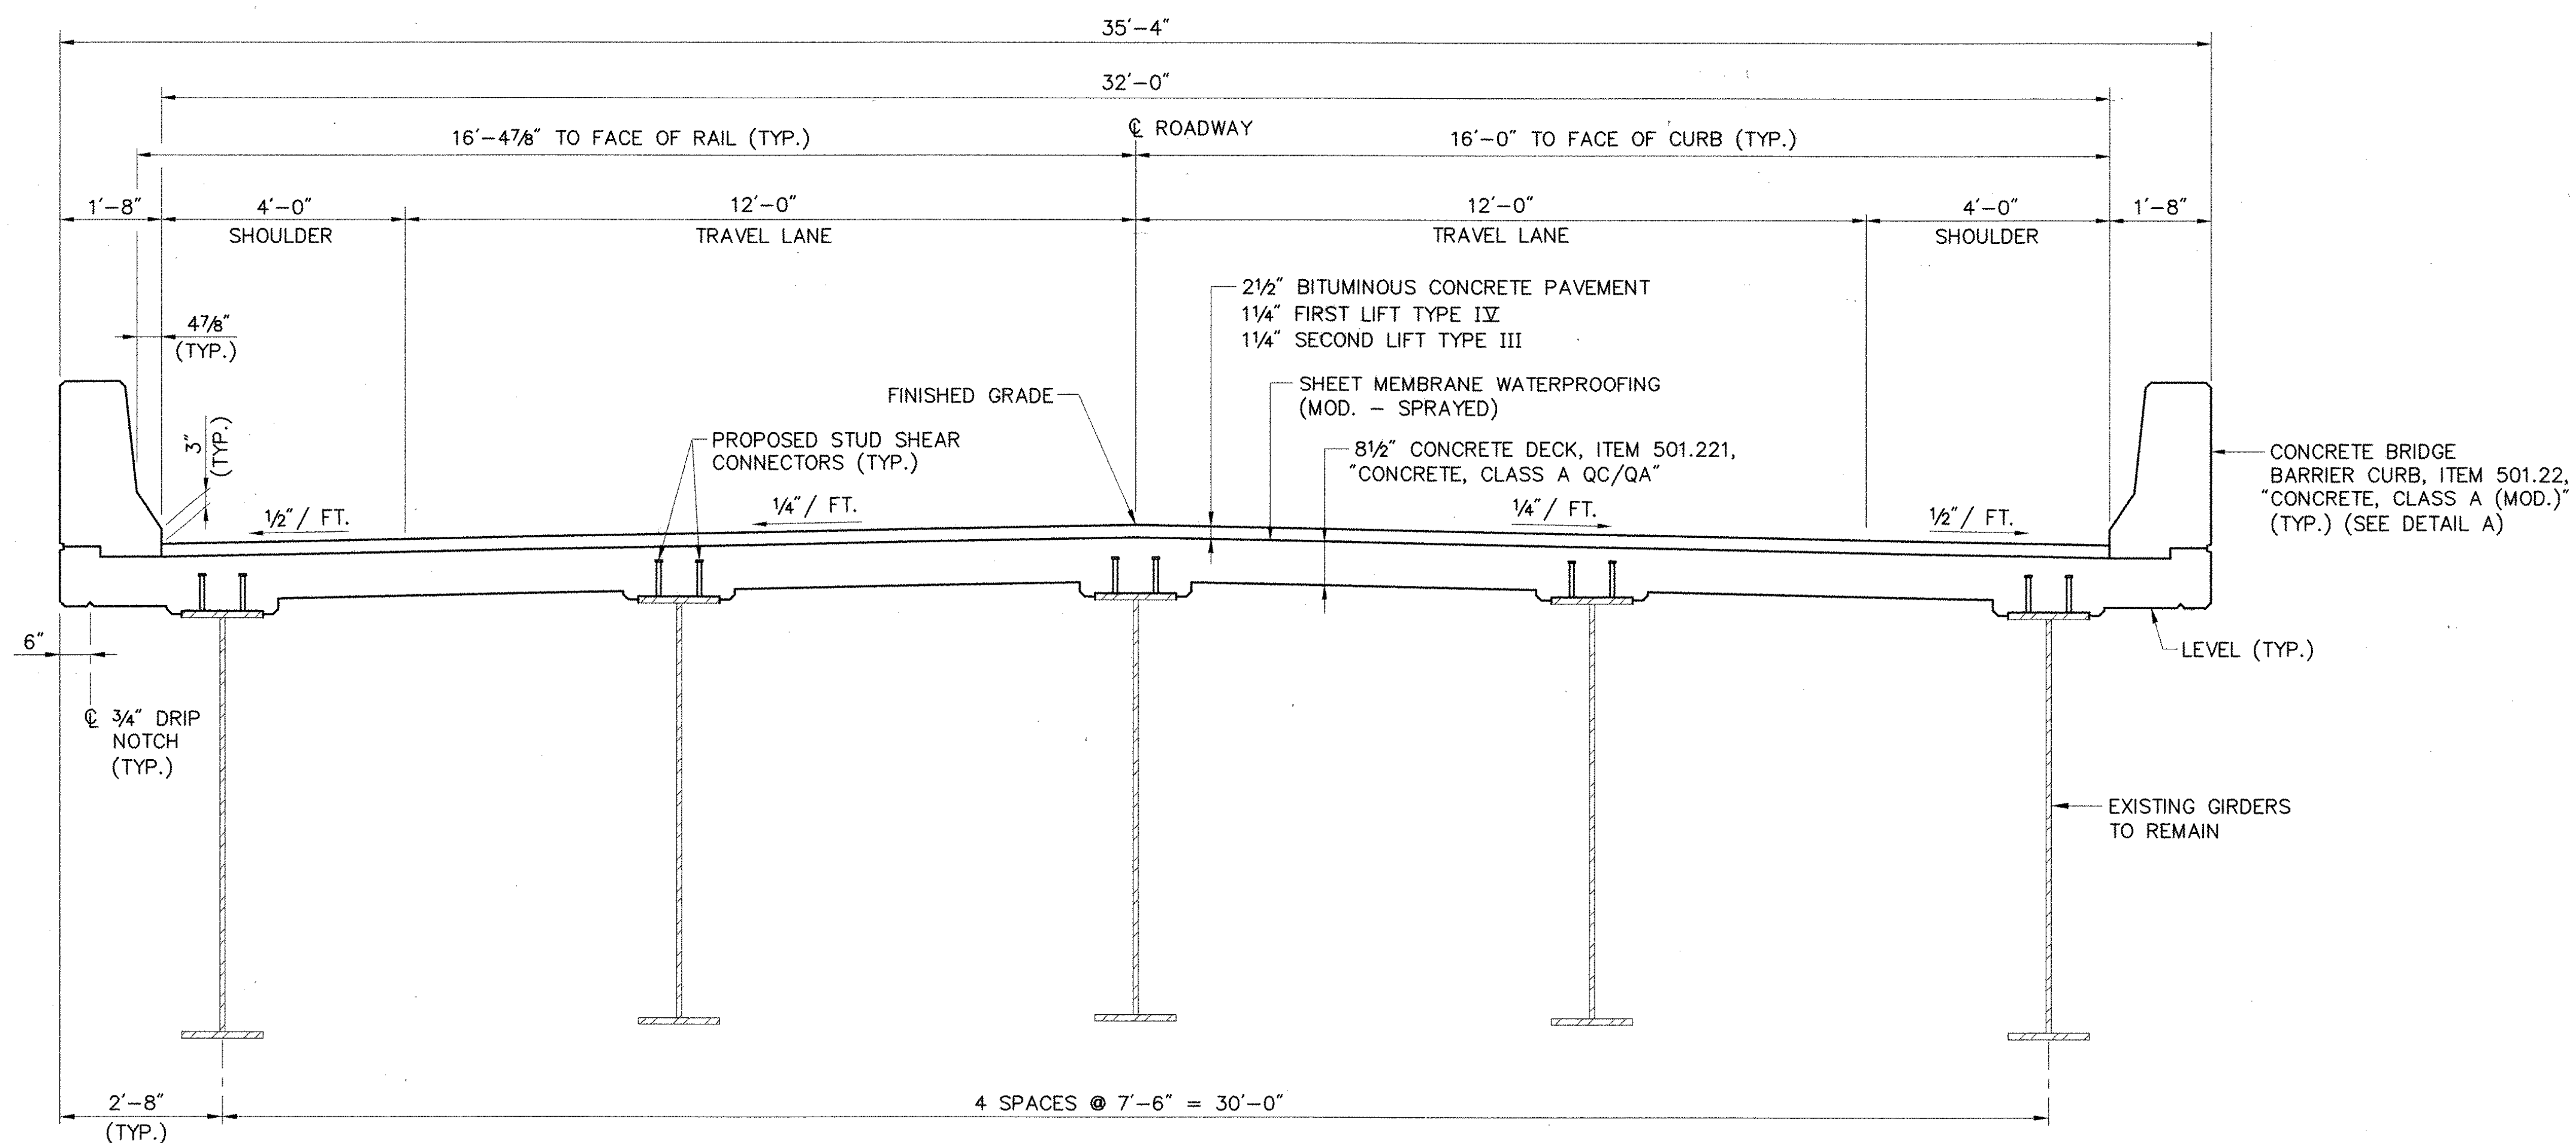 35'-4"
32'-0"
16'-4⅞" TO FACE OF RAIL (TYP.)
℄ ROADWAY
16'-0" TO FACE OF CURB (TYP.)
1'-8"
4'-0"
SHOULDER
12'-0"
TRAVEL LANE
12'-0"
TRAVEL LANE
4'-0"
SHOULDER
1'-8"
4⅞"
(TYP.)
3"
(TYP.)
2½" BITUMINOUS CONCRETE PAVEMENT
1¼" FIRST LIFT TYPE IV
1¼" SECOND LIFT TYPE III
FINISHED GRADE
SHEET MEMBRANE WATERPROOFING
(MOD. - SPRAYED)
PROPOSED STUD SHEAR
CONNECTORS (TYP.)
8½" CONCRETE DECK, ITEM 501.221,
"CONCRETE, CLASS A QC/QA"
CONCRETE BRIDGE
BARRIER CURB, ITEM 501.22,
"CONCRETE, CLASS A (MOD.)"
(TYP.) (SEE DETAIL A)
½"/ FT.
¼"/ FT.
¼"/ FT.
½"/ FT.
6"
℄ ¾" DRIP
NOTCH
(TYP.)
LEVEL (TYP.)
EXISTING GIRDERS
TO REMAIN
2'-8"
(TYP.)
4 SPACES @ 7'-6" = 30'-0"